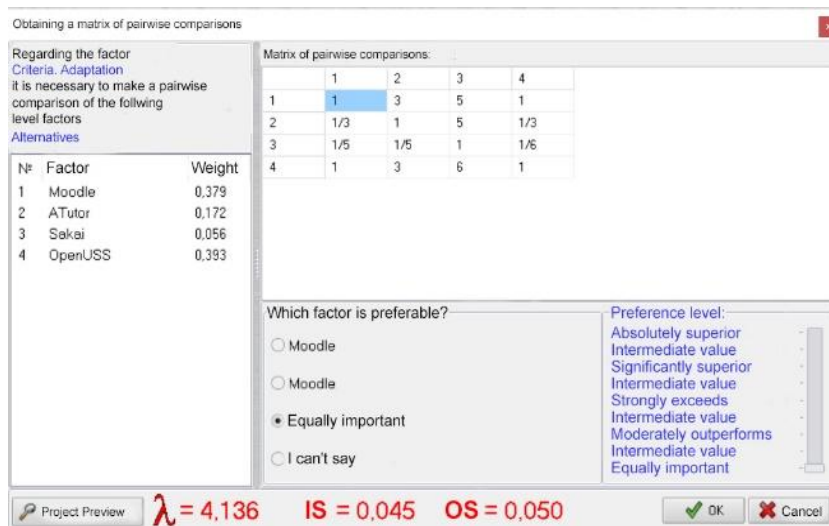 Obtaining a matrix of pairwise comparisons
Regarding the factor
Criteria. Adaptation
it is necessary to make a pairwise
comparison of the follwing
level factors
Alternatives
№ Factor Weight
1 Moodle 0,379
2 ATutor 0,172
3 Sakai 0,056
4 OpenUSS 0,393
Matrix of pairwise comparisons:
1 2 3 4
1 1 3 5 1
2 1/3 1 5 1/3
3 1/5 1/5 1 1/6
4 1 3 6 1
Which factor is preferable?
Moodle
Moodle
Equally important
I can't say
Preference level:
Absolutely superior
Intermediate value
Significantly superior
Intermediate value
Strongly exceeds
Intermediate value
Moderately outperforms
Intermediate value
Equally important
Project Preview
λ = 4,136 IS = 0,045 OS = 0,050
OK
Cancel